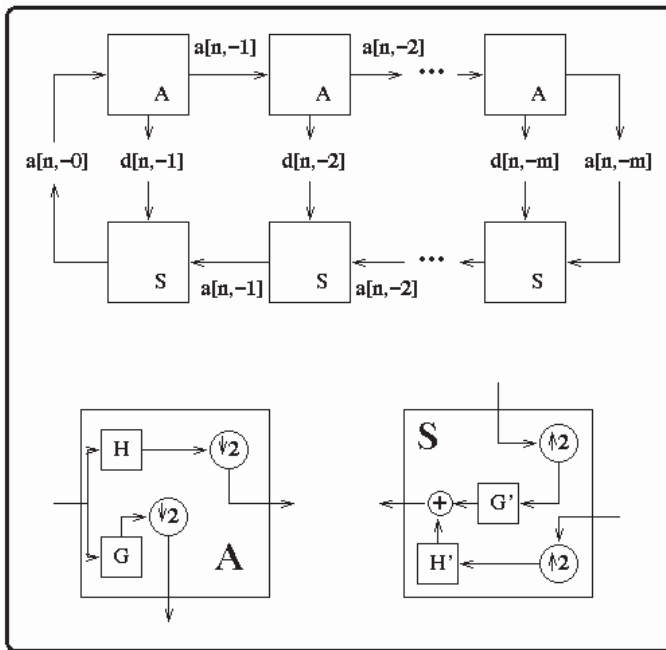 a[n,-1] a[n,-2]
A A ... A
a[n,-0] d[n,-1] d[n,-2] d[n,-m] a[n,-m]
S S ... S
a[n,-1] a[n,-2]
H ↓2
G ↓2
A
S ↑2
+ G'
H' ↑2